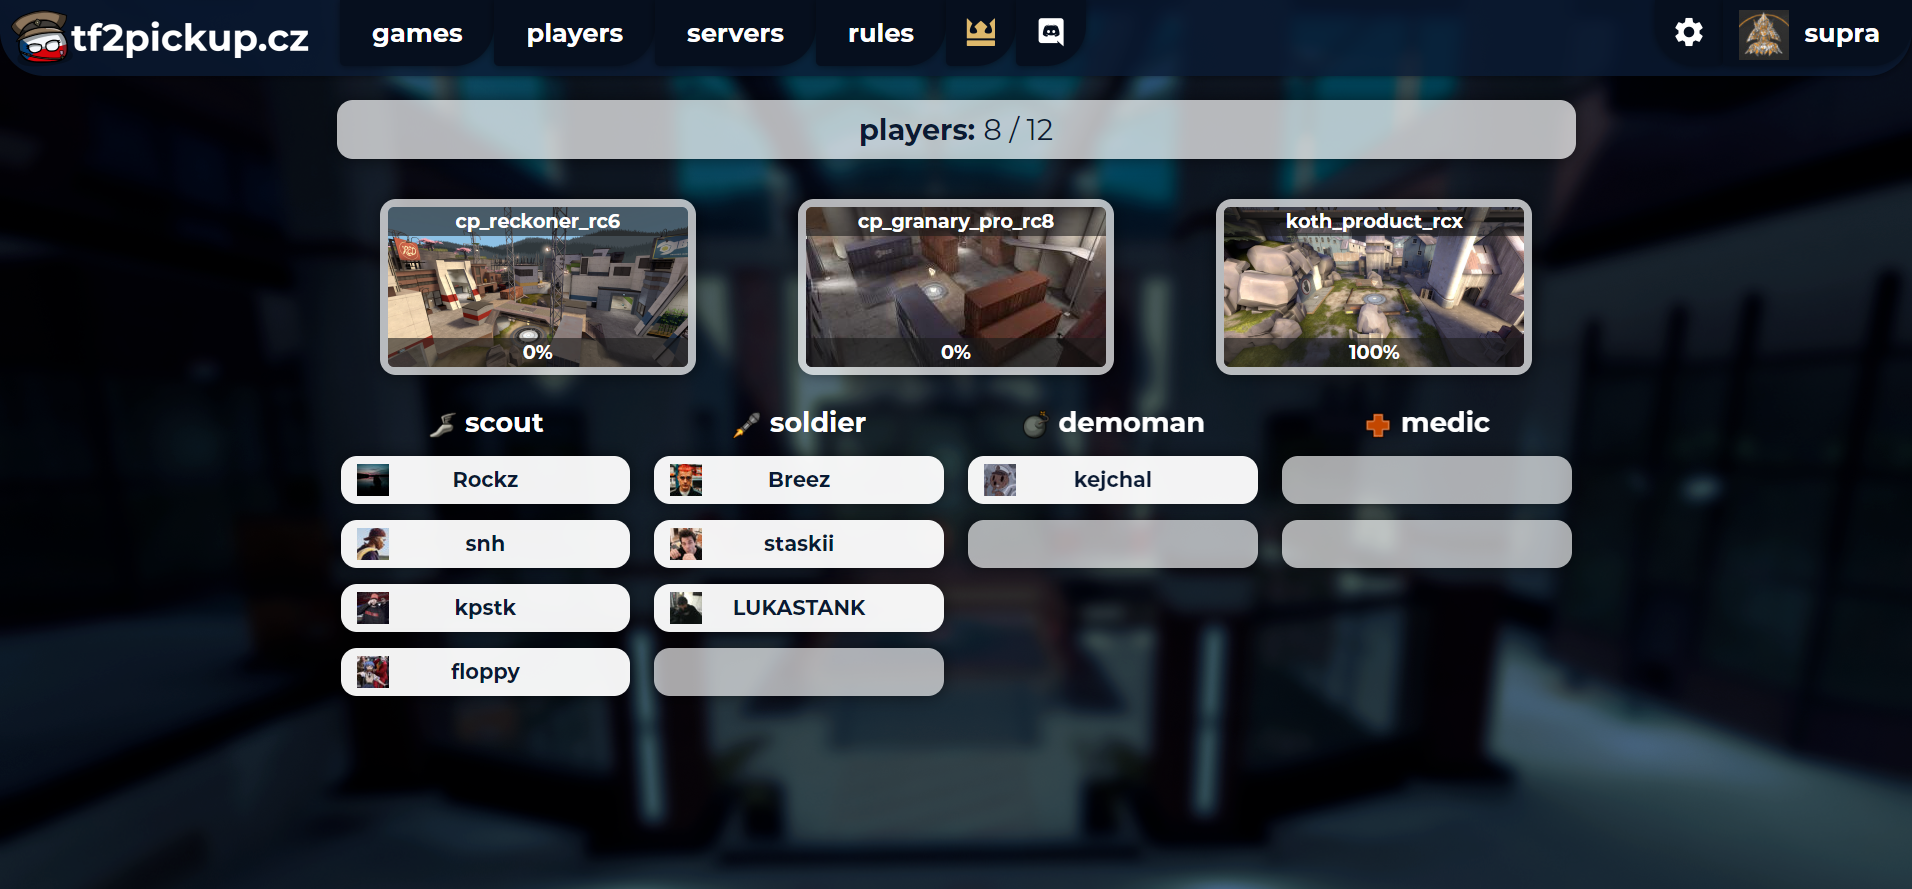 tf2pickup.cz
games
players
servers
rules
supra
players: 8 / 12
cp_reckoner_rc6
RED
0%
cp_granary_pro_rc8
0%
koth_product_rcx
100%
scout
soldier
demoman
medic
Rockz
Breez
kejchal
snh
staskii
kpstk
LUKASTANK
floppy